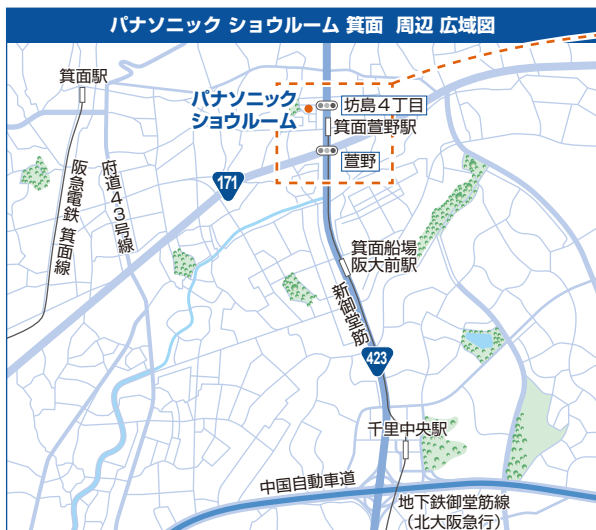 パナソニック ショウルーム 箕面 周辺 広域図
箕面駅
パナソニック
ショウルーム
坊島4丁目
箕面萱野駅
萱野
171
阪急電鉄 箕面線
府道43号線
箕面船場
阪大前駅
新御堂筋
423
千里中央駅
中国自動車道
地下鉄御堂筋線
(北大阪急行)